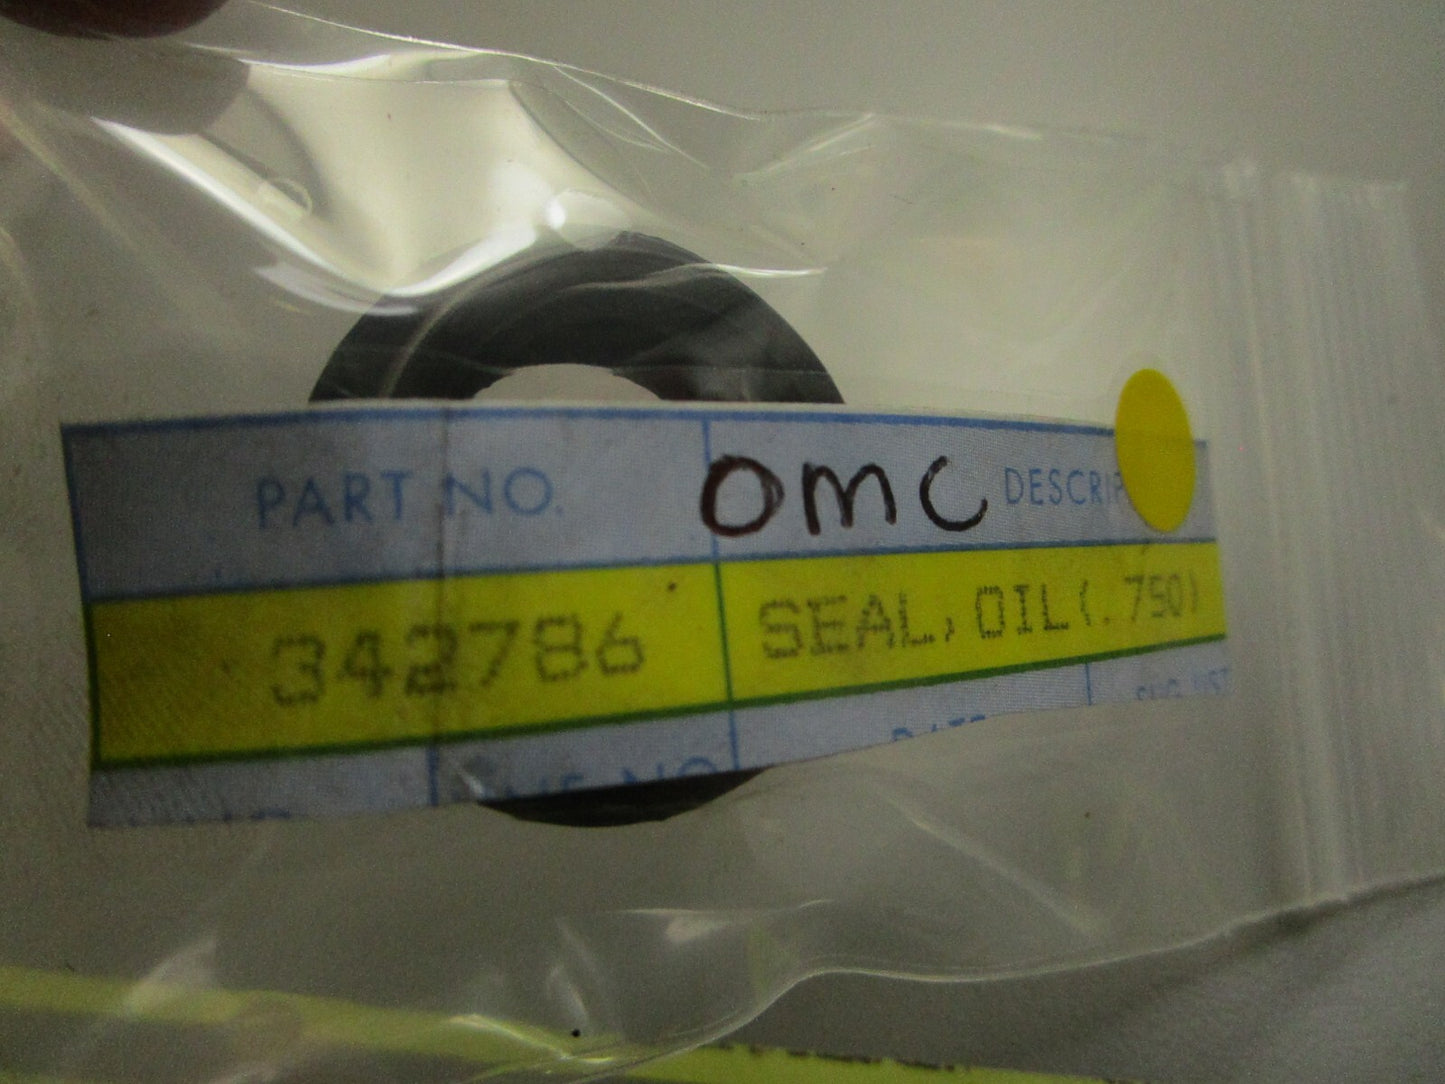 PART NO. OMC DESCRIP
342786 SEAL, OIL (.750)